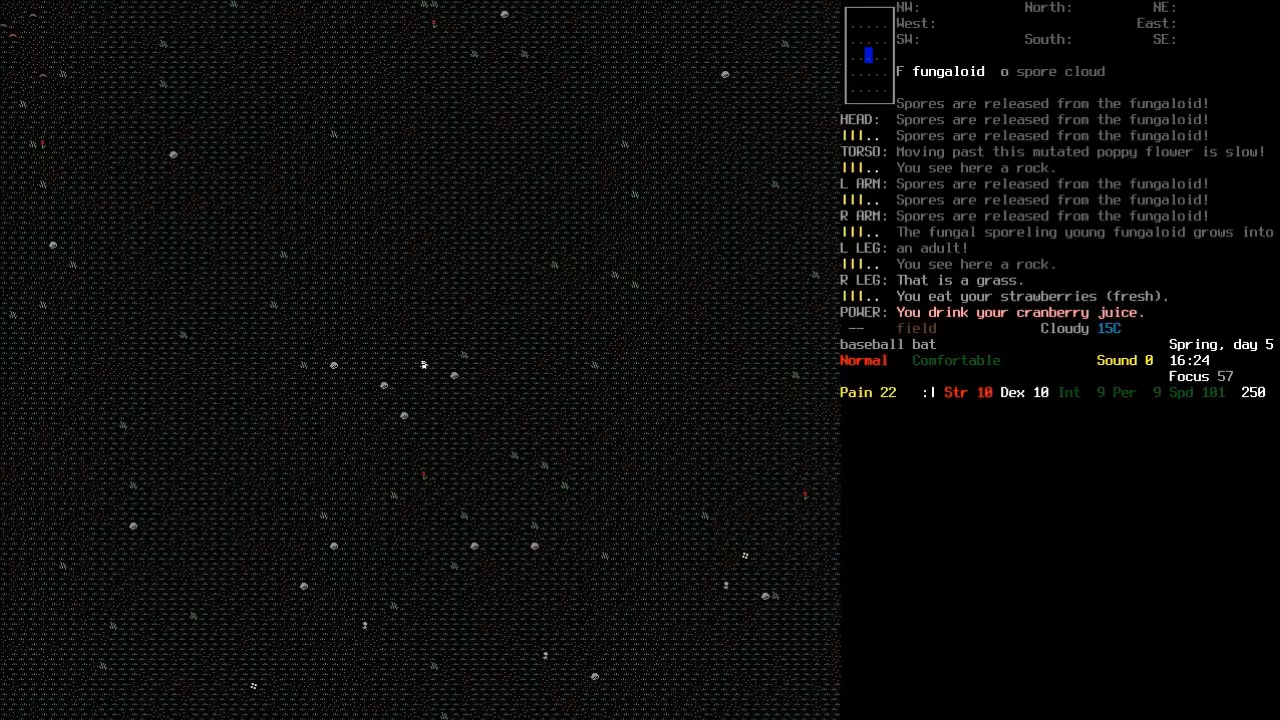 NW: North: NE:
West: East:
SW: South: SE:
F fungaloid o spore cloud
Spores are released from the fungaloid!
HEAD: Spores are released from the fungaloid!
III.. Spores are released from the fungaloid!
TORSO: Moving past this mutated poppy flower is slow!
III.. You see here a rock.
L ARM: Spores are released from the fungaloid!
III.. Spores are released from the fungaloid!
R ARM: Spores are released from the fungaloid!
III.. The fungal sporeling young fungaloid grows into
L LEG: an adult!
III.. You see here a rock.
R LEG: That is a grass.
III.. You eat your strawberries (fresh).
POWER: You drink your cranberry juice.
-- field Cloudy 15C
baseball bat Spring, day 5
Normal Comfortable Sound 0 16:24
Focus 57
Pain 22 :| Str 10 Dex 10 Int 9 Per 9 Spd 101 250